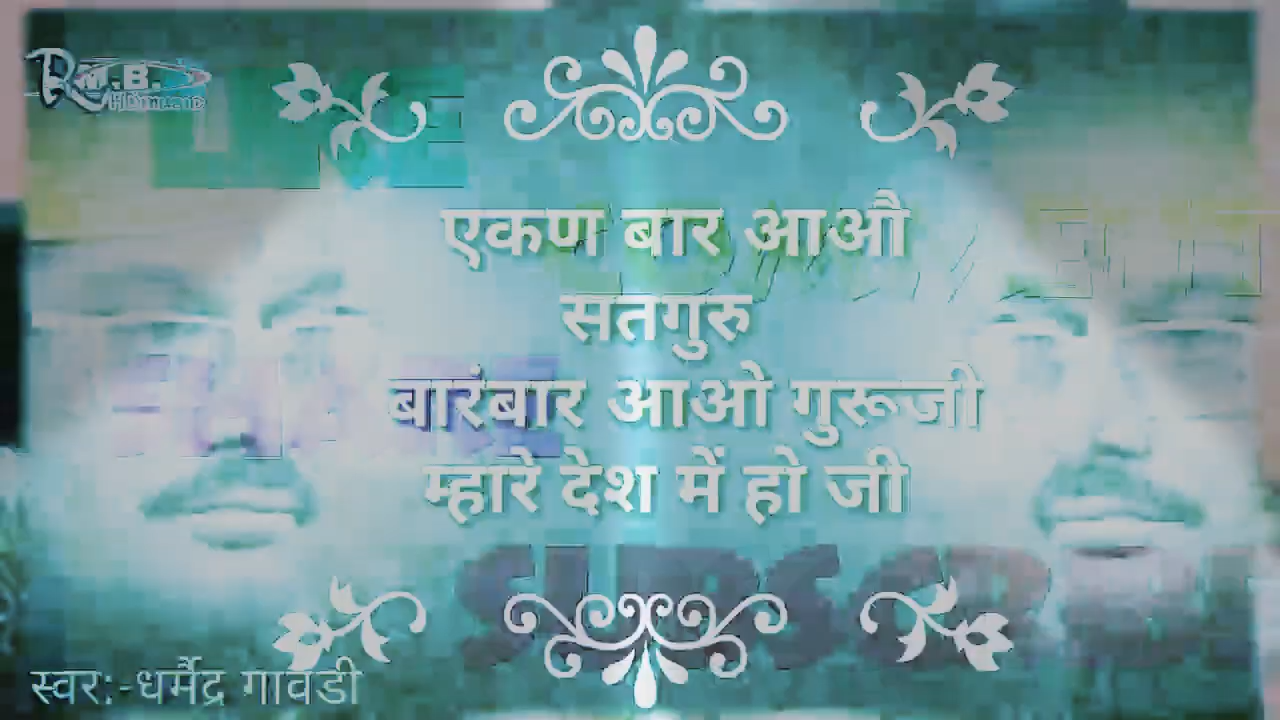 R.M.B.
एकण बार आऔ
सतगुरु
बारंबार आओ गुरूजी
म्हारे देश में हो जी
स्वर:-धर्मेंद्र गावडी